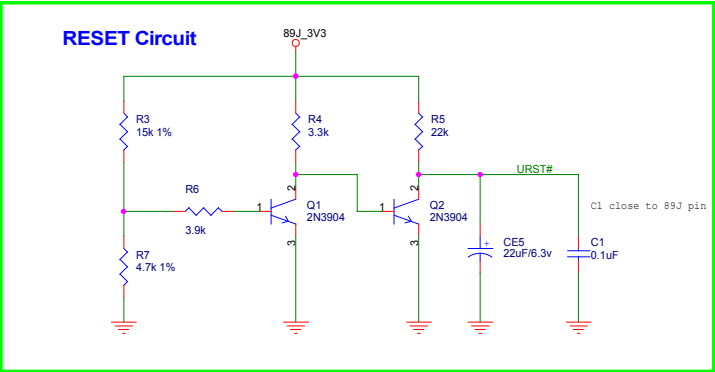 RESET Circuit
89J_3V3
R3
15k 1%
R4
3.3k
R5
22k
URST#
R6
3.9k
1
2
3
Q1
2N3904
1
2
3
Q2
2N3904
C1 close to 89J pin
R7
4.7k 1%
+
CE5
22uF/6.3v
C1
0.1uF